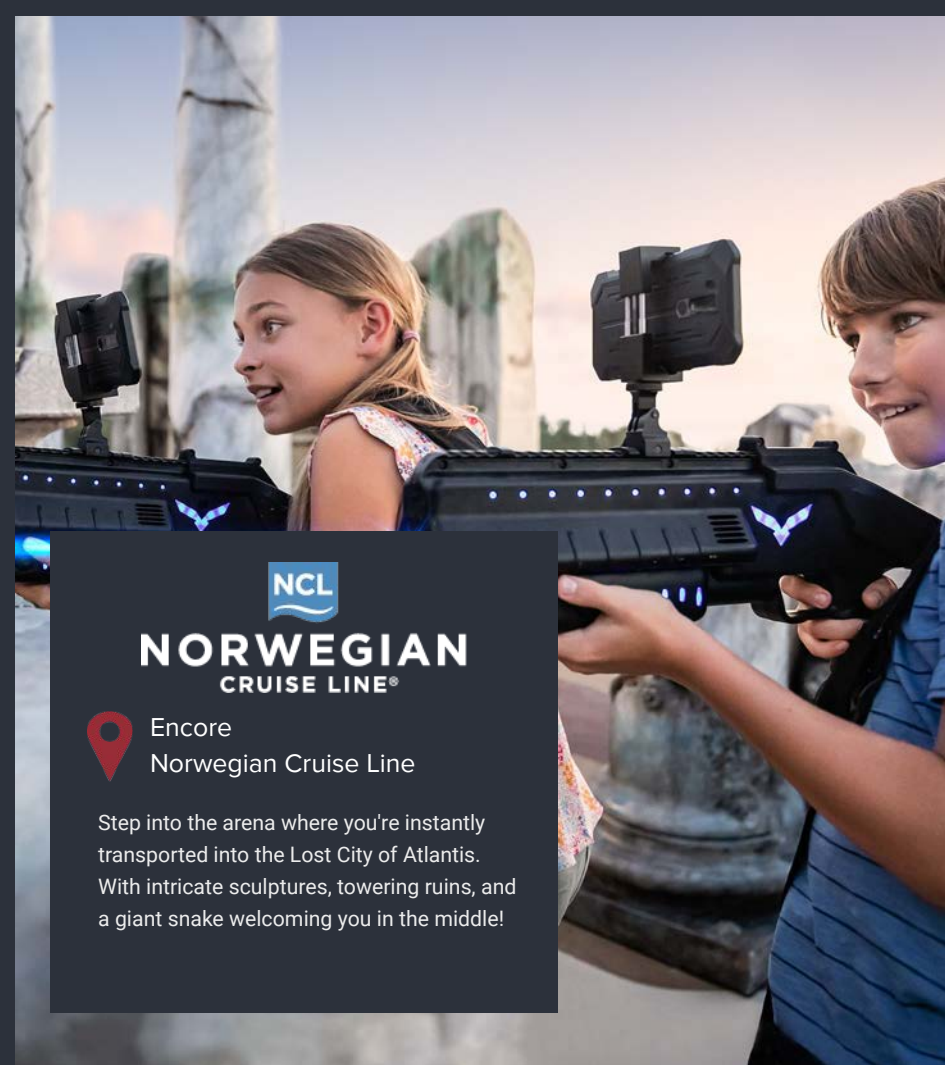 NCL
NORWEGIAN
CRUISE LINE®
Encore
Norwegian Cruise Line
Step into the arena where you're instantly
transported into the Lost City of Atlantis.
With intricate sculptures, towering ruins, and
a giant snake welcoming you in the middle!